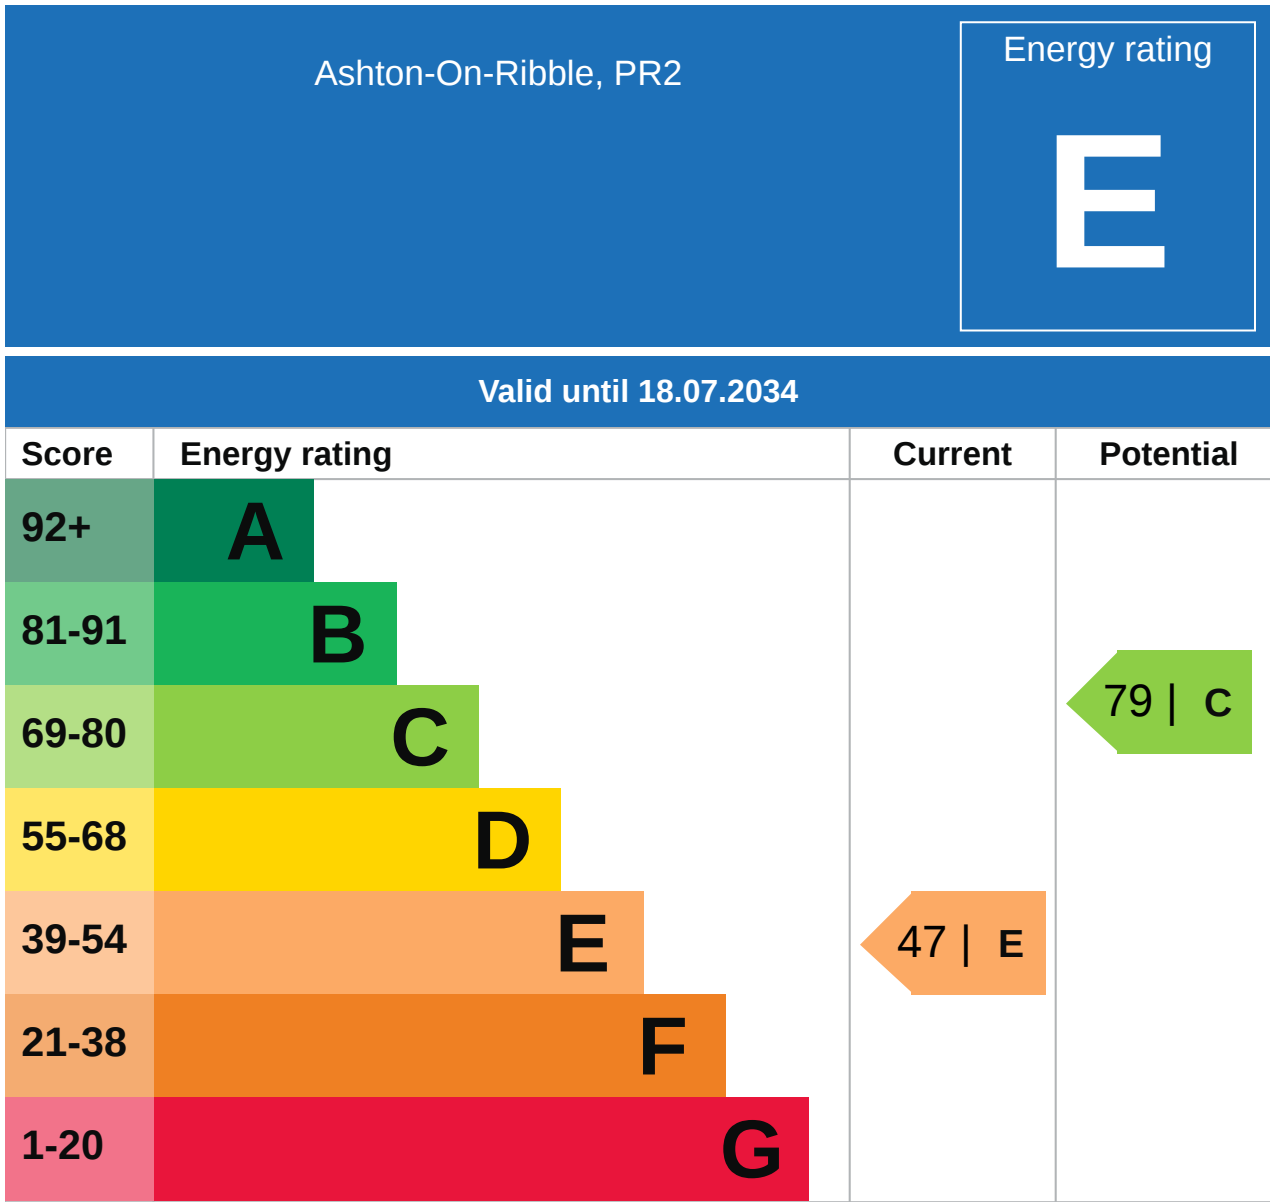 Ashton-On-Ribble, PR2
Energy rating
E
Valid until 18.07.2034
Score Energy rating Current Potential
92+ A
81-91 B
69-80 C
79 | C
55-68 D
39-54 E 47 | E
21-38 F
1-20 G